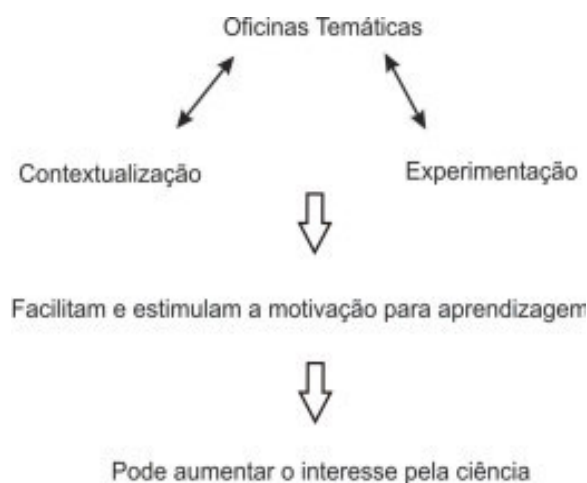 Oficinas Temáticas
Contextualização
Experimentação
Facilitam e estimulam a motivação para aprendizagem
Pode aumentar o interesse pela ciência